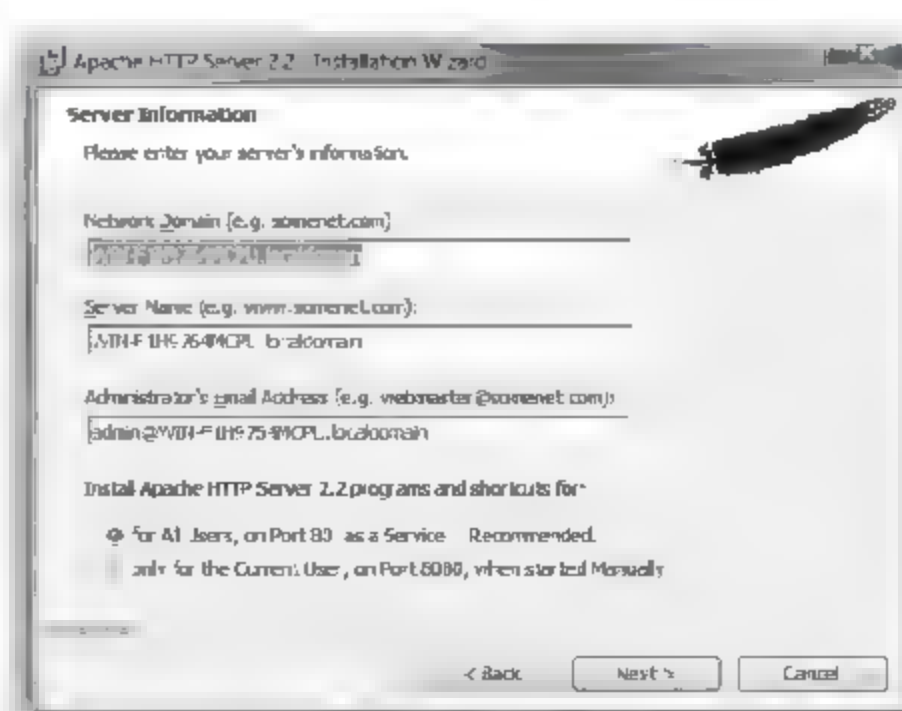 Apache HTTP Server 2.2 - Installation Wizard
Server Information
Please enter your server's information.
Network Domain (e.g. somenet.com)
Server Name (e.g. www.somenet.com):
Administrator's Email Address (e.g. webmaster@somenet.com):
Install Apache HTTP Server 2.2 programs and shortcuts for:
for All Users, on Port 80, as a Service Recommended.
only for the Current User, on Port 8080, when started Manually
< Back
Next >
Cancel